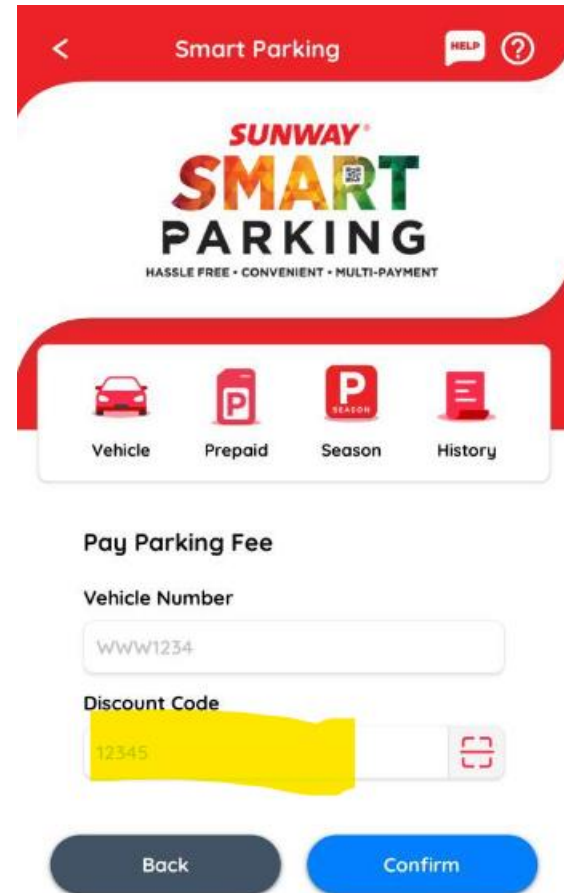 Smart Parking
HELP ?
SUNWAY
SMART
PARKING
HASSLE FREE • CONVENIENT • MULTI-PAYMENT
P
SEASON
P
Vehicle Prepaid Season History
Pay Parking Fee
Vehicle Number
WWW1234
Discount Code
12345
Back Confirm